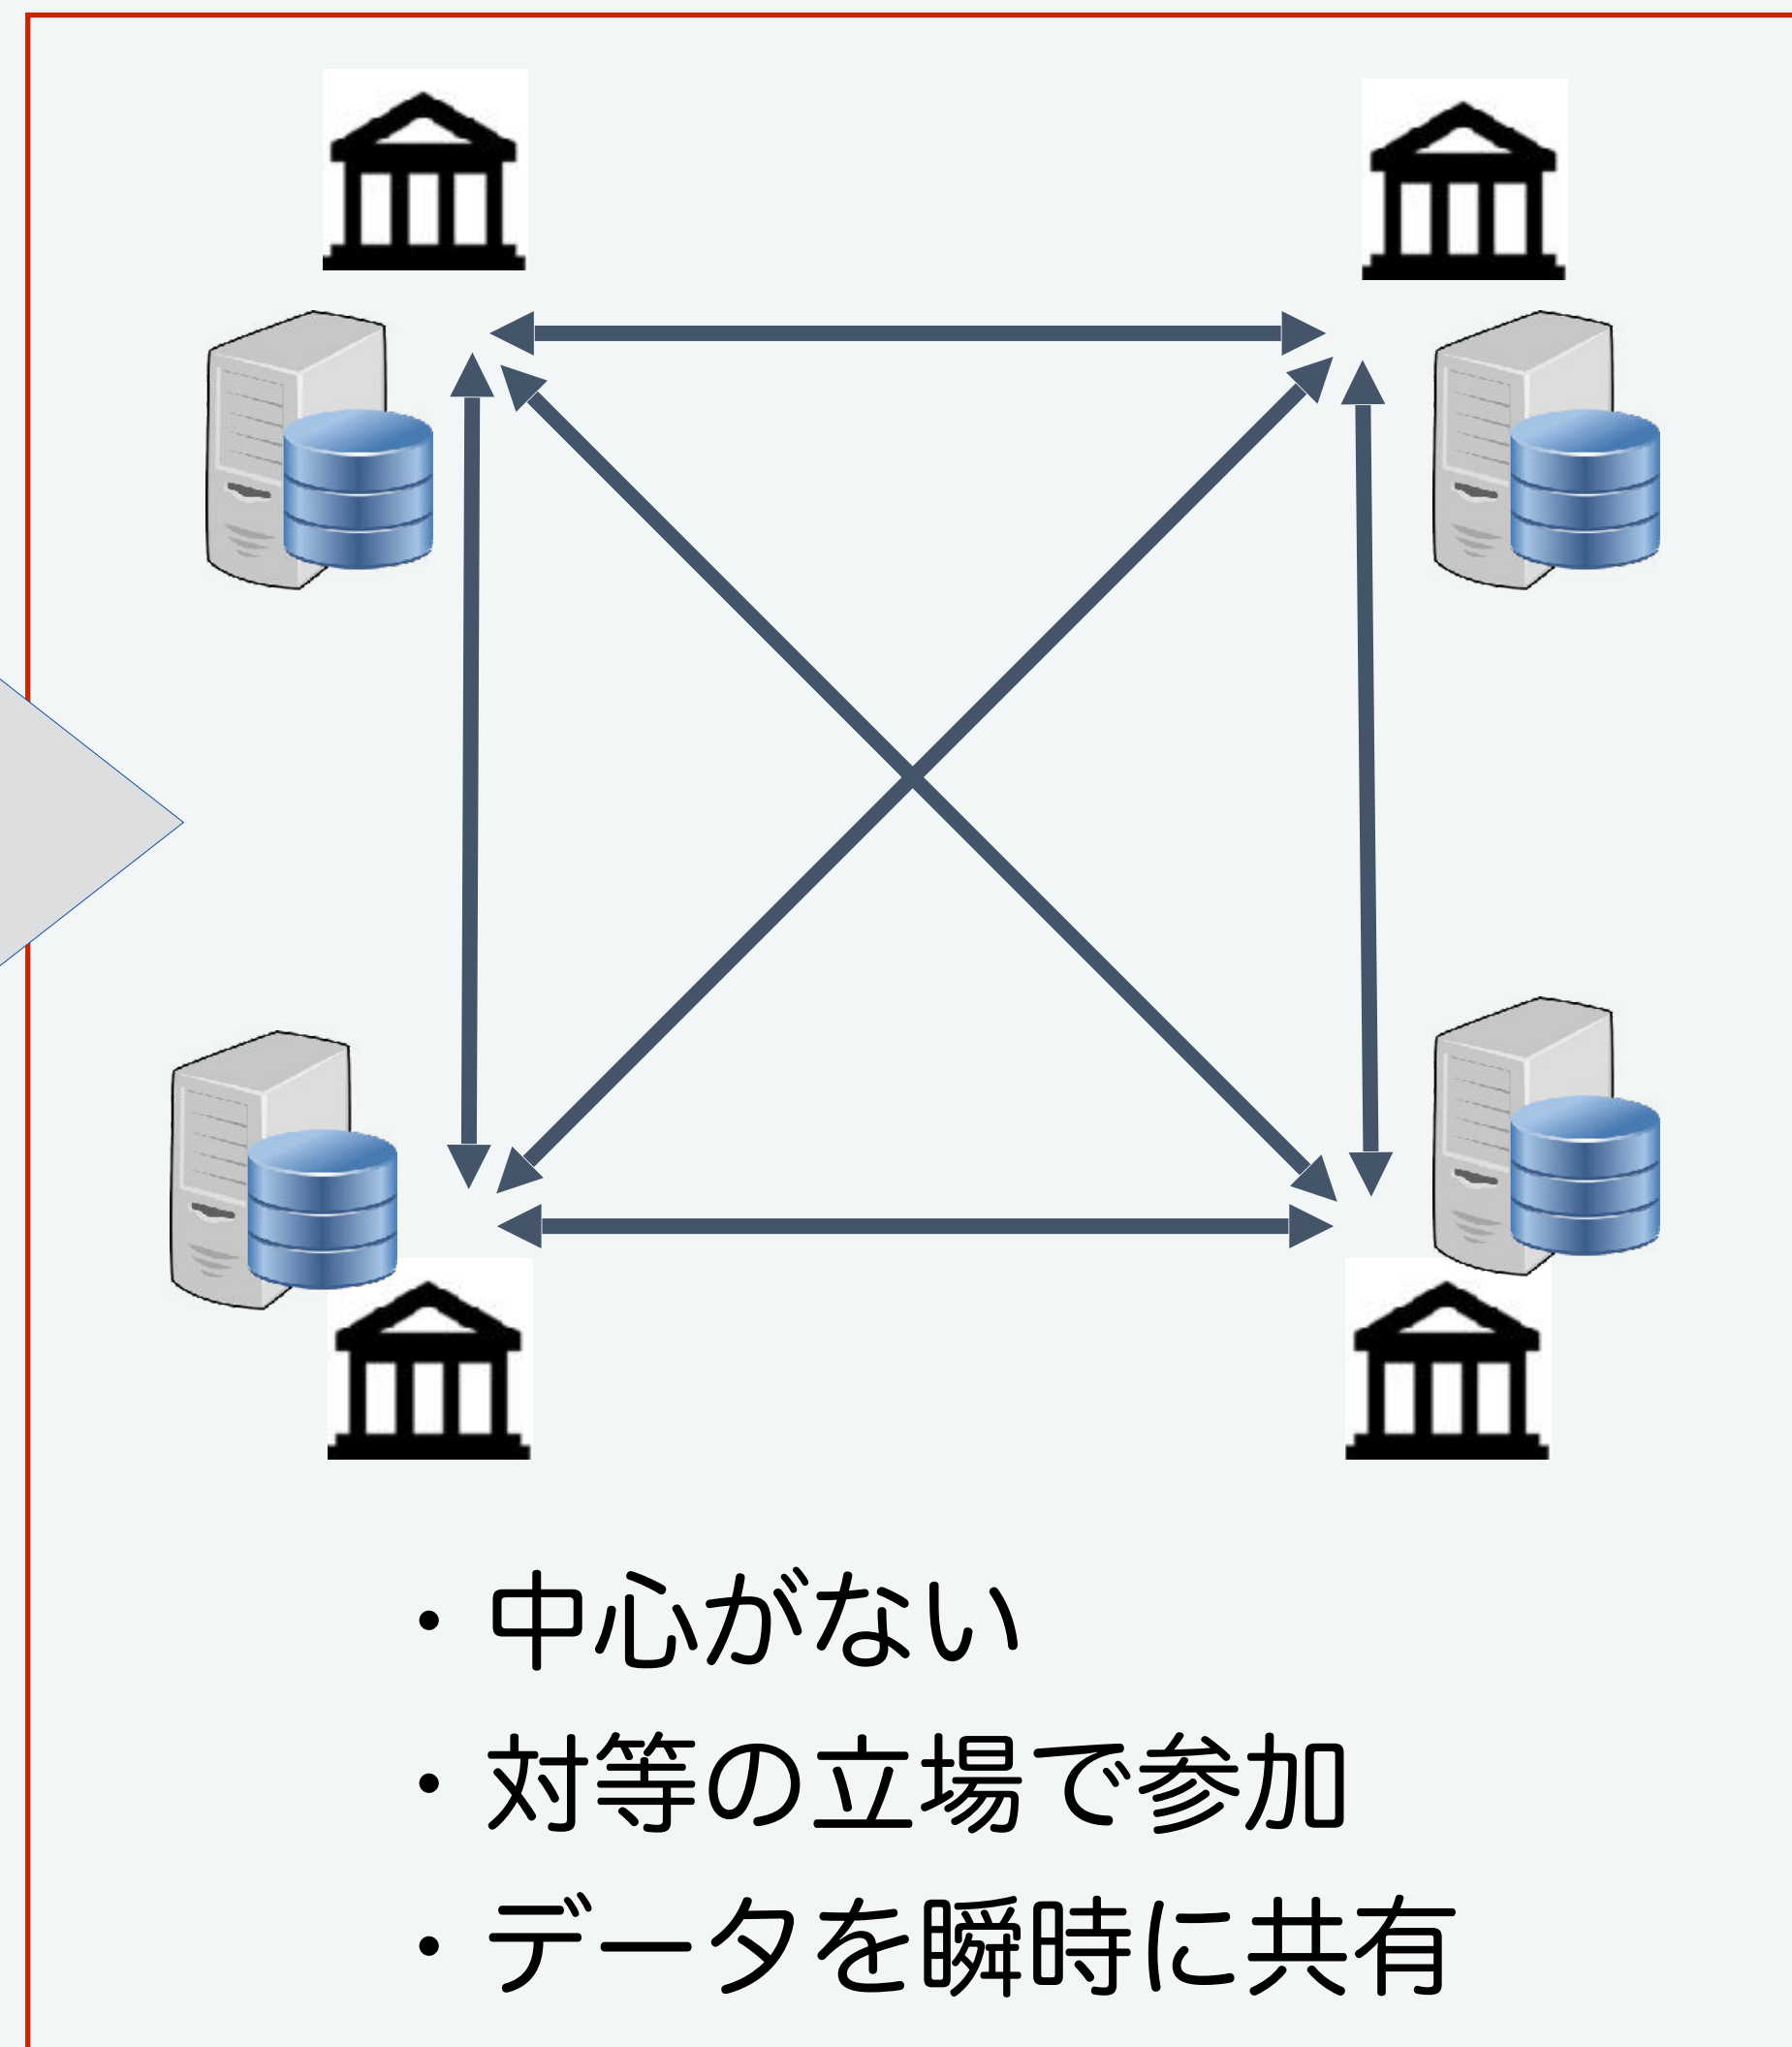 ・中心がない
・対等の立場で参加
・データを瞬時に共有